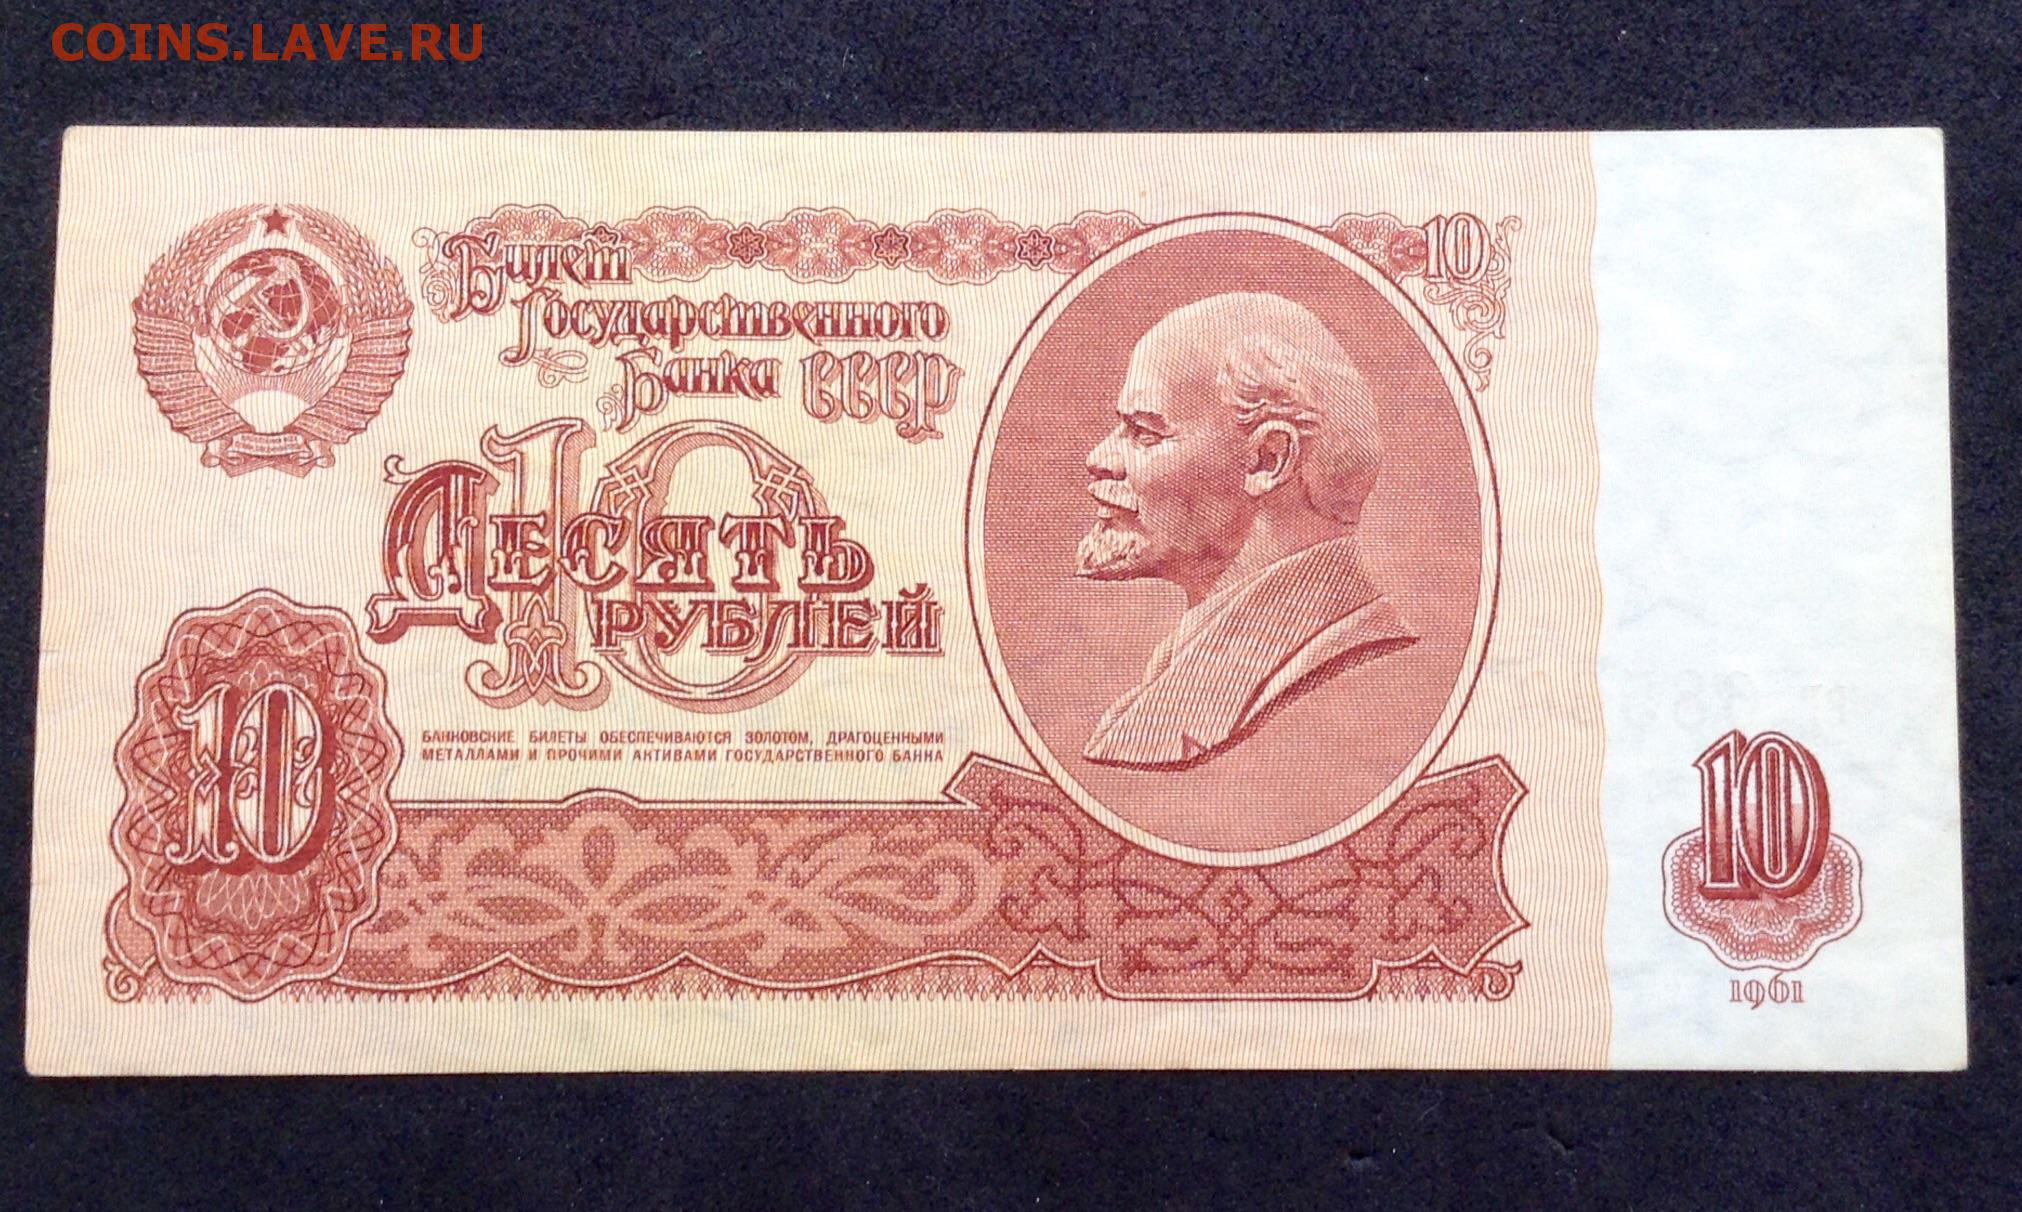 COINS.LAVE.RU
10
Билет
Государственного
Банка СССР
10
Десять
рублей
БАНКОВСКИЕ БИЛЕТЫ ОБЕСПЕЧИВАЮТСЯ ЗОЛОТОМ, ДРАГОЦЕННЫМИ
МЕТАЛЛАМИ И ПРОЧИМИ АКТИВАМИ ГОСУДАРСТВЕННОГО БАНКА
10
10
1961